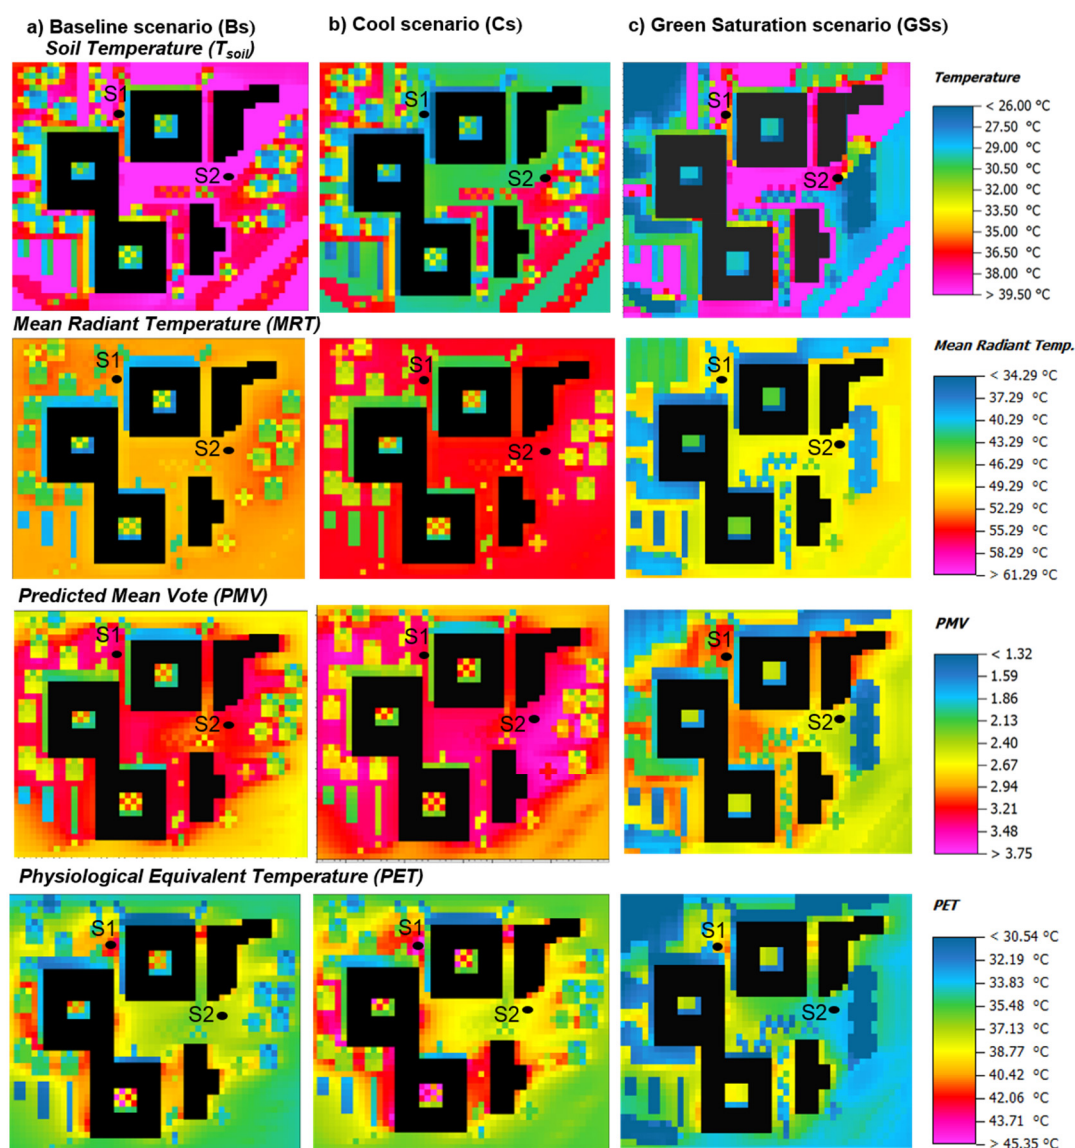 a) Baseline scenario (Bs)
b) Cool scenario (Cs)
c) Green Saturation scenario (GSs)
Soil Temperature (Tsoil)
S1
S2
S1
S2
S1
S2
Temperature
< 26.00 °C
27.50 °C
29.00 °C
30.50 °C
32.00 °C
33.50 °C
35.00 °C
36.50 °C
38.00 °C
> 39.50 °C
Mean Radiant Temperature (MRT)
S1
S2
S1
S2
S1
S2
Mean Radiant Temp.
< 34.29 °C
37.29 °C
40.29 °C
43.29 °C
46.29 °C
49.29 °C
52.29 °C
55.29 °C
58.29 °C
> 61.29 °C
Predicted Mean Vote (PMV)
S1
S2
S1
S2
S1
S2
PMV
< 1.32
1.59
1.86
2.13
2.40
2.67
2.94
3.21
3.48
> 3.75
Physiological Equivalent Temperature (PET)
S1
S2
S1
S2
S1
S2
PET
< 30.54 °C
32.19 °C
33.83 °C
35.48 °C
37.13 °C
38.77 °C
40.42 °C
42.06 °C
43.71 °C
> 45.35 °C